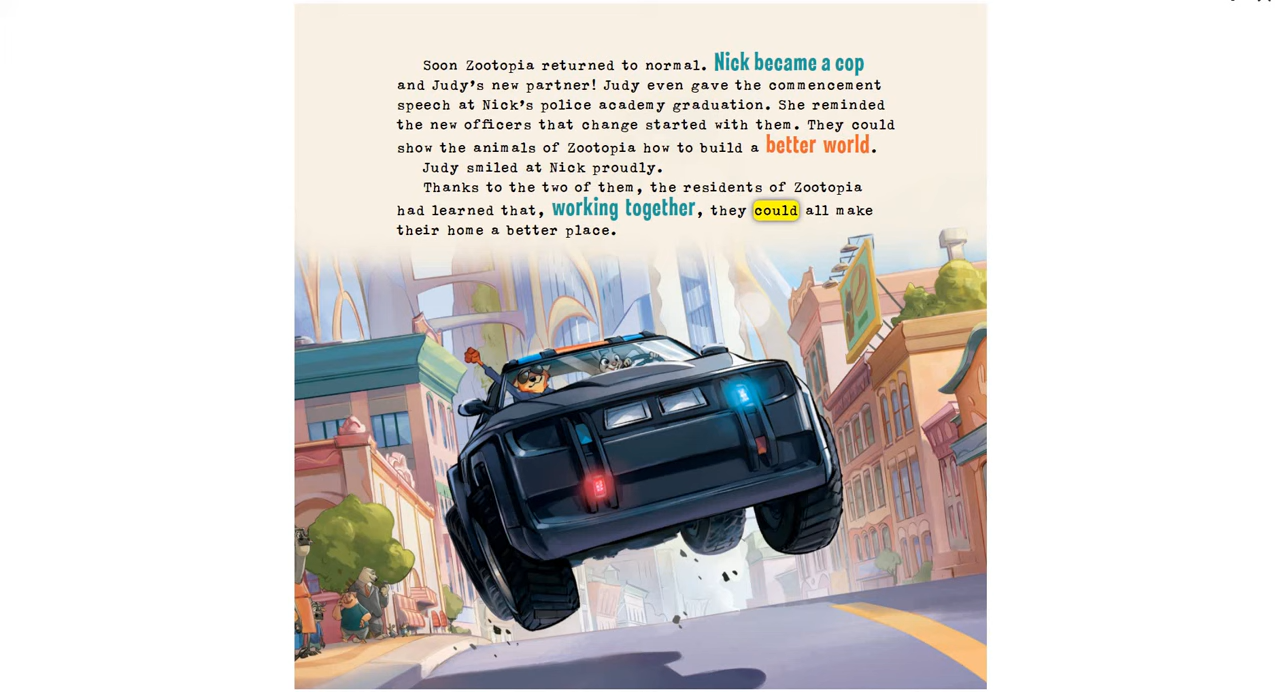 Soon Zootopia returned to normal. Nick became a cop
and Judy's new partner! Judy even gave the commencement
speech at Nick's police academy graduation. She reminded
the new officers that change started with them. They could
show the animals of Zootopia how to build a better world.
Judy smiled at Nick proudly.
Thanks to the two of them, the residents of Zootopia
had learned that, working together, they could all make
their home a better place.